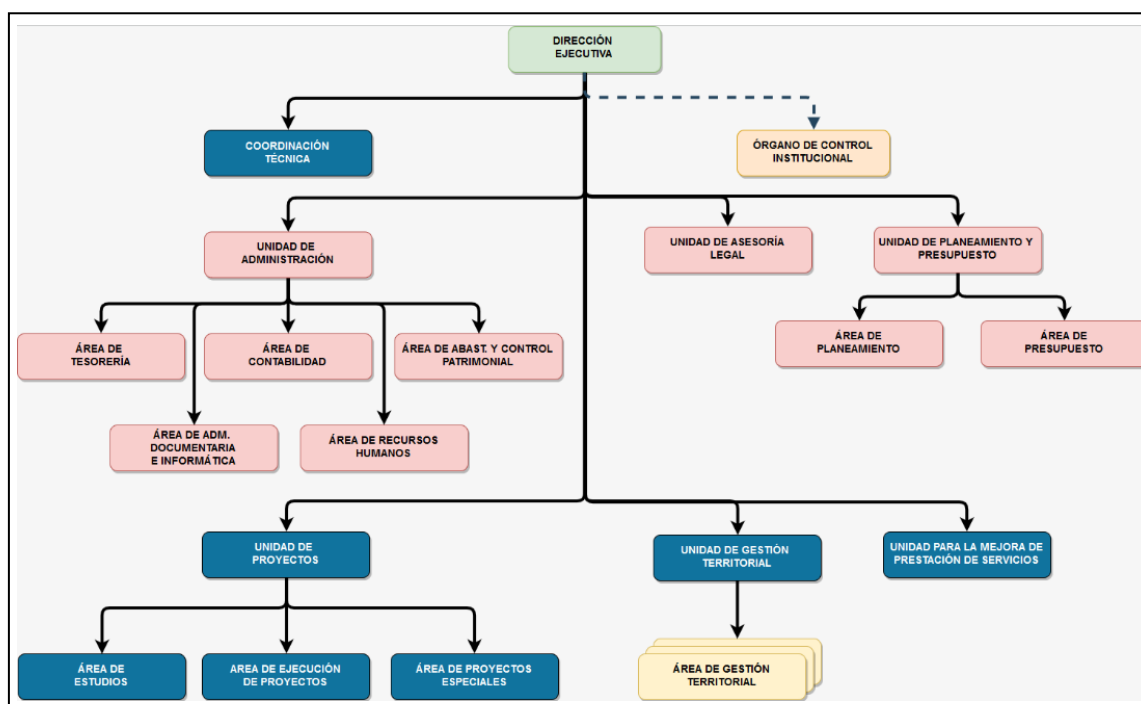 DIRECCIÓN
EJECUTIVA
COORDINACIÓN
TÉCNICA
ÓRGANO DE CONTROL
INSTITUCIONAL
UNIDAD DE
ADMINISTRACIÓN
UNIDAD DE ASESORÍA
LEGAL
UNIDAD DE PLANEAMIENTO Y
PRESUPUESTO
ÁREA DE
TESORERÍA
ÁREA DE
CONTABILIDAD
ÁREA DE ABAST. Y CONTROL
PATRIMONIAL
ÁREA DE
PLANEAMIENTO
ÁREA DE
PRESUPUESTO
ÁREA DE ADM.
DOCUMENTARIA
E INFORMÁTICA
ÁREA DE RECURSOS
HUMANOS
UNIDAD DE
PROYECTOS
UNIDAD DE GESTIÓN
TERRITORIAL
UNIDAD PARA LA MEJORA DE
PRESTACIÓN DE SERVICIOS
ÁREA DE
ESTUDIOS
AREA DE EJECUCIÓN
DE PROYECTOS
ÁREA DE PROYECTOS
ESPECIALES
ÁREA DE GESTIÓN
TERRITORIAL